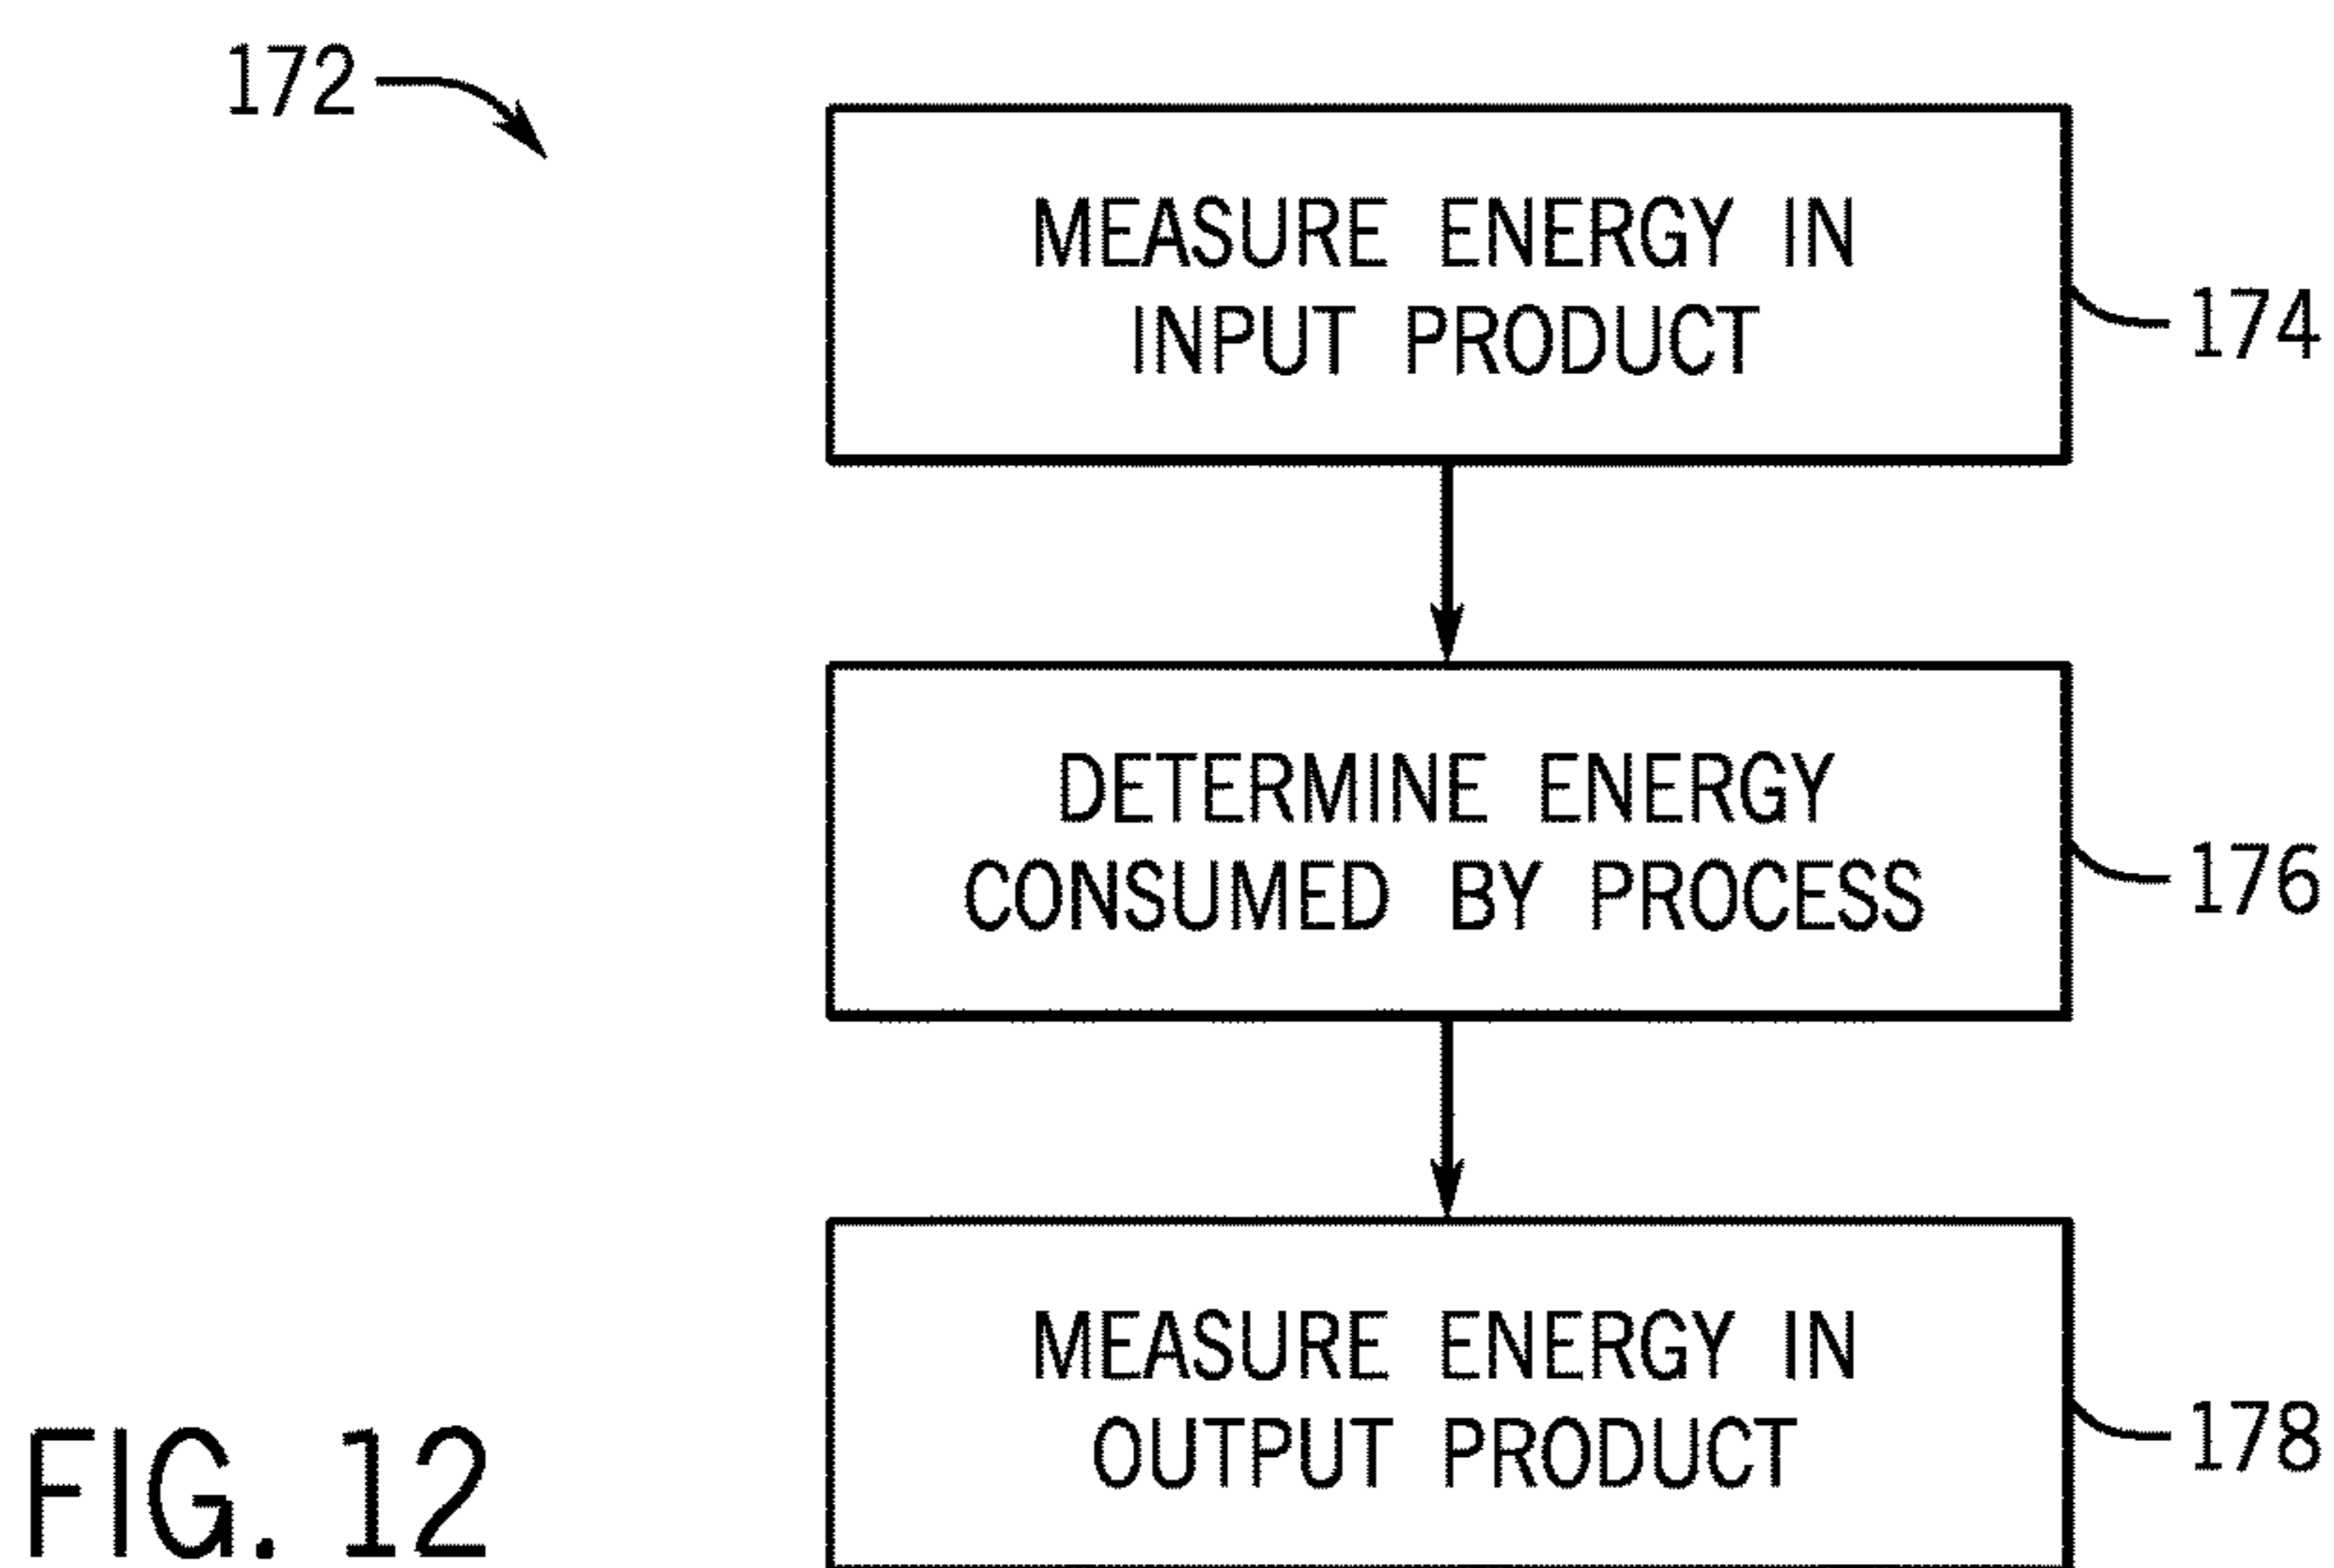 172
MEASURE ENERGY IN
INPUT PRODUCT
174
DETERMINE ENERGY
CONSUMED BY PROCESS
176
MEASURE ENERGY IN
OUTPUT PRODUCT
178
FIG. 12